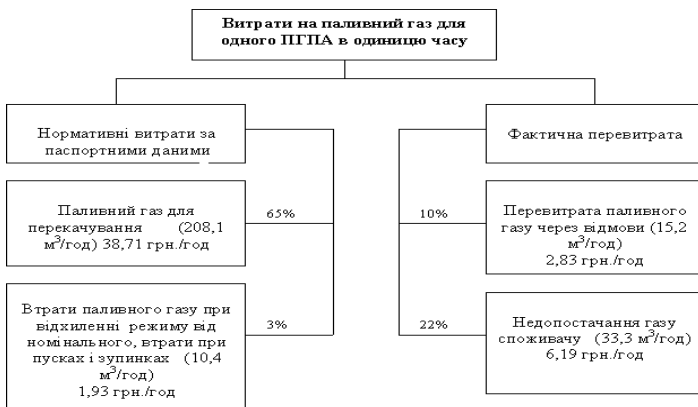 Витрати на паливний газ для
одного ПГПА в одиницю часу
Нормативні витрати за
паспортними даними
Фактична перевитрата
Паливний газ для
перекачування (208,1
м³/год) 38,71 грн./год
65%
10%
Перевитрата паливного
газу через відмови (15,2
м³/год)
2,83 грн./год
Втрати паливного газу при
відхиленні режиму від
номінального, втрати при
пусках і зупинках (10,4
м³/год)
1,93 грн./год
3%
22%
Недопостачання газу
споживачу (33,3 м³/год)
6,19 грн./год